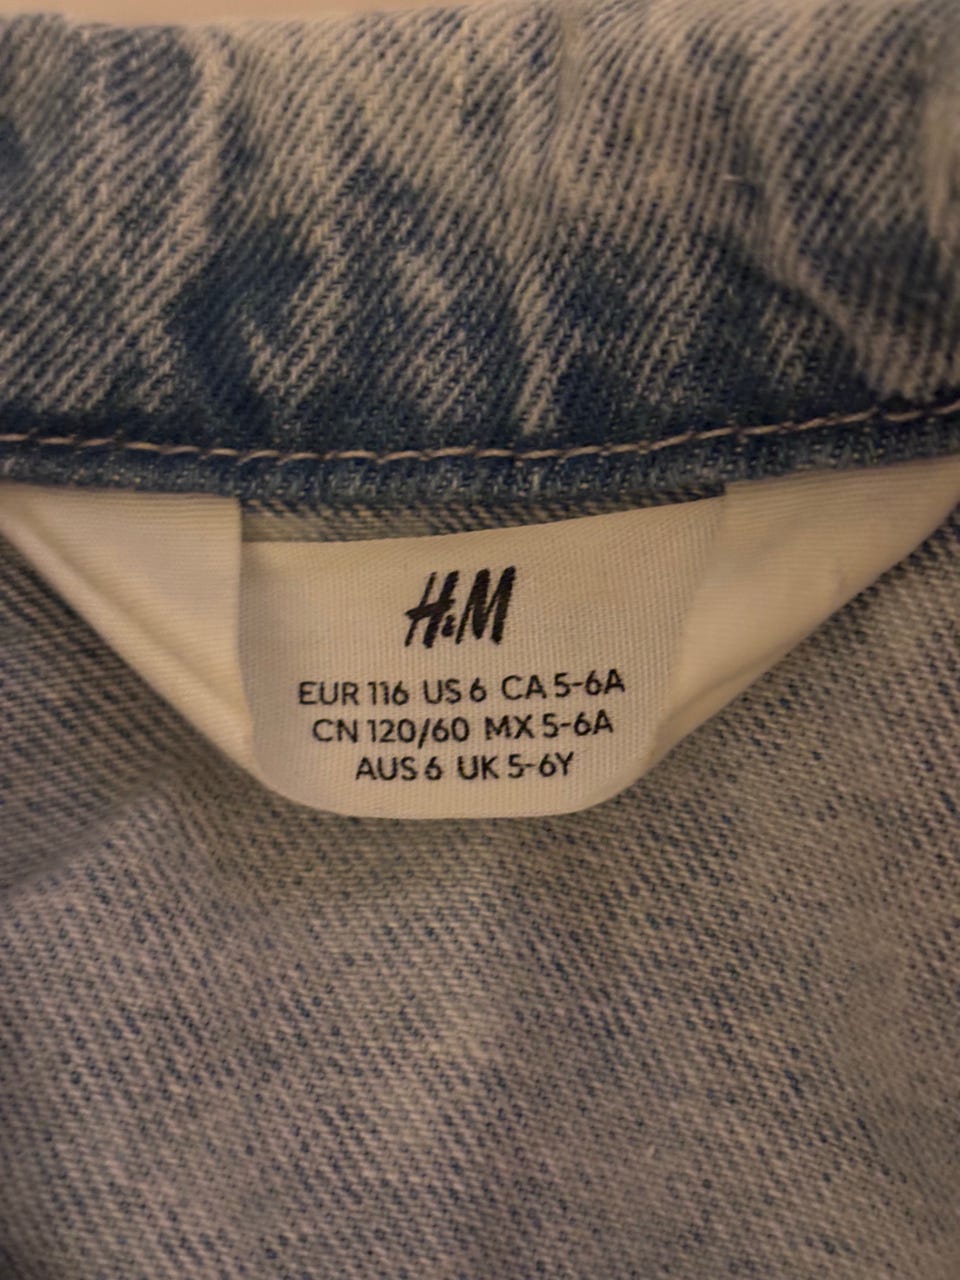 H&M
EUR 116 US 6 CA 5-6A
CN 120/60 MX 5-6A
AUS 6 UK 5-6Y